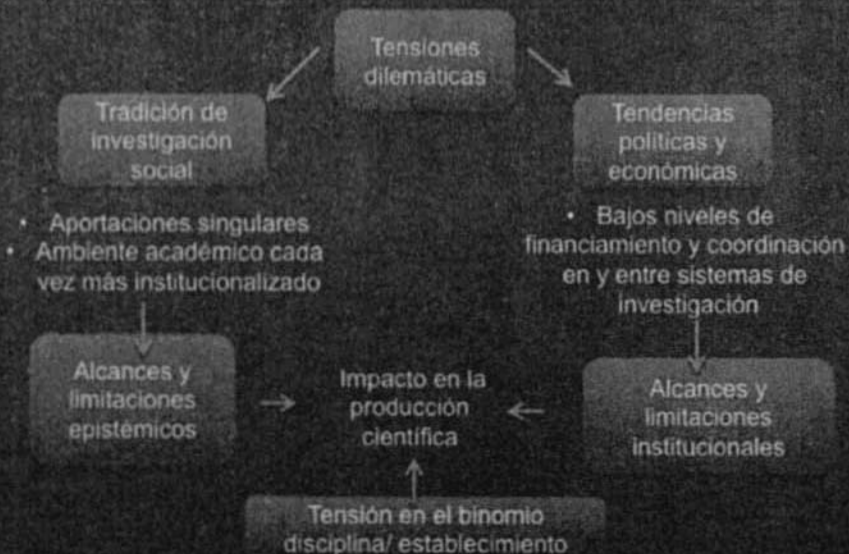 Tensiones
dilemáticas
Tradición de
investigación
social
Tendencias
políticas y
económicas
• Aportaciones singulares
• Ambiente académico cada
vez más institucionalizado
• Bajos niveles de
financiamiento y coordinación
en y entre sistemas de
investigación
Alcances y
limitaciones
epistémicos
Impacto en la
producción
científica
Alcances y
limitaciones
institucionales
Tensión en el binomio
disciplina/ establecimiento